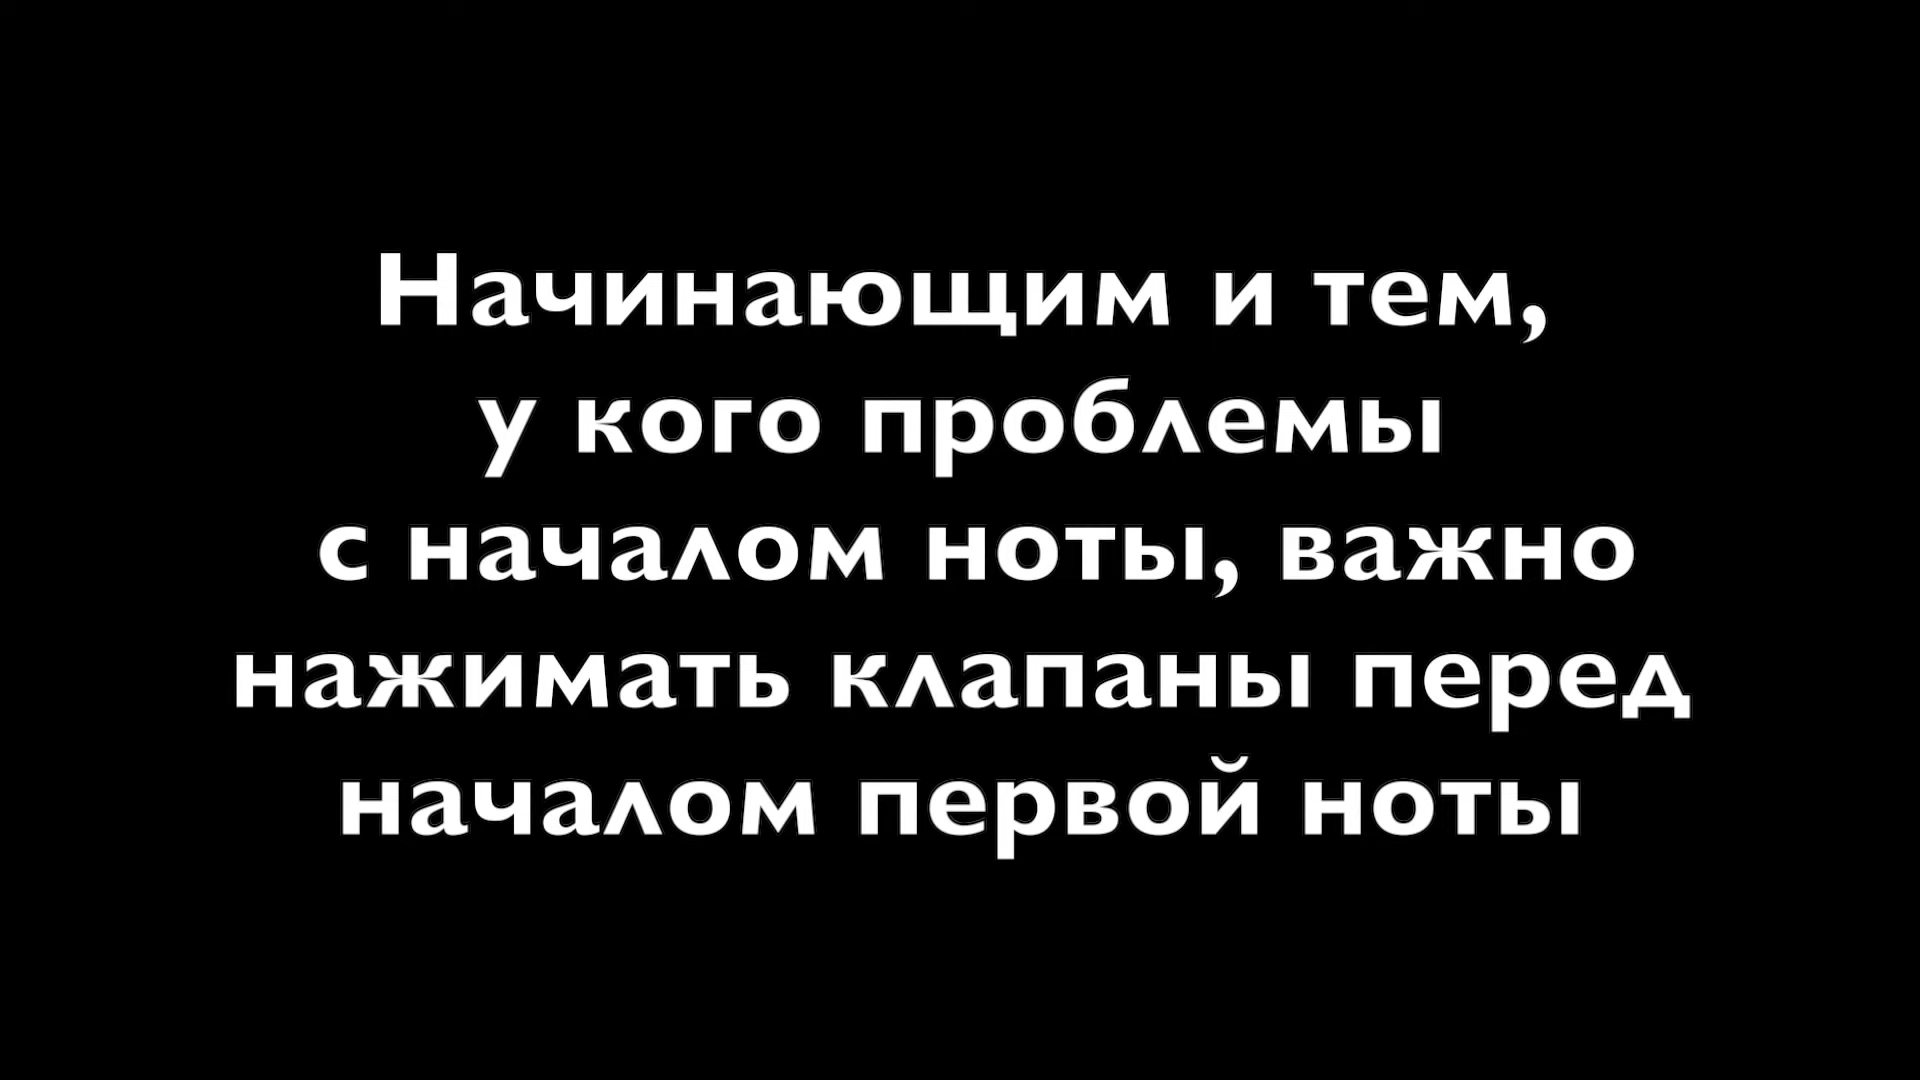 Начинающим и тем,
у кого проблемы
с началом ноты, важно
нажимать клапаны перед
началом первой ноты